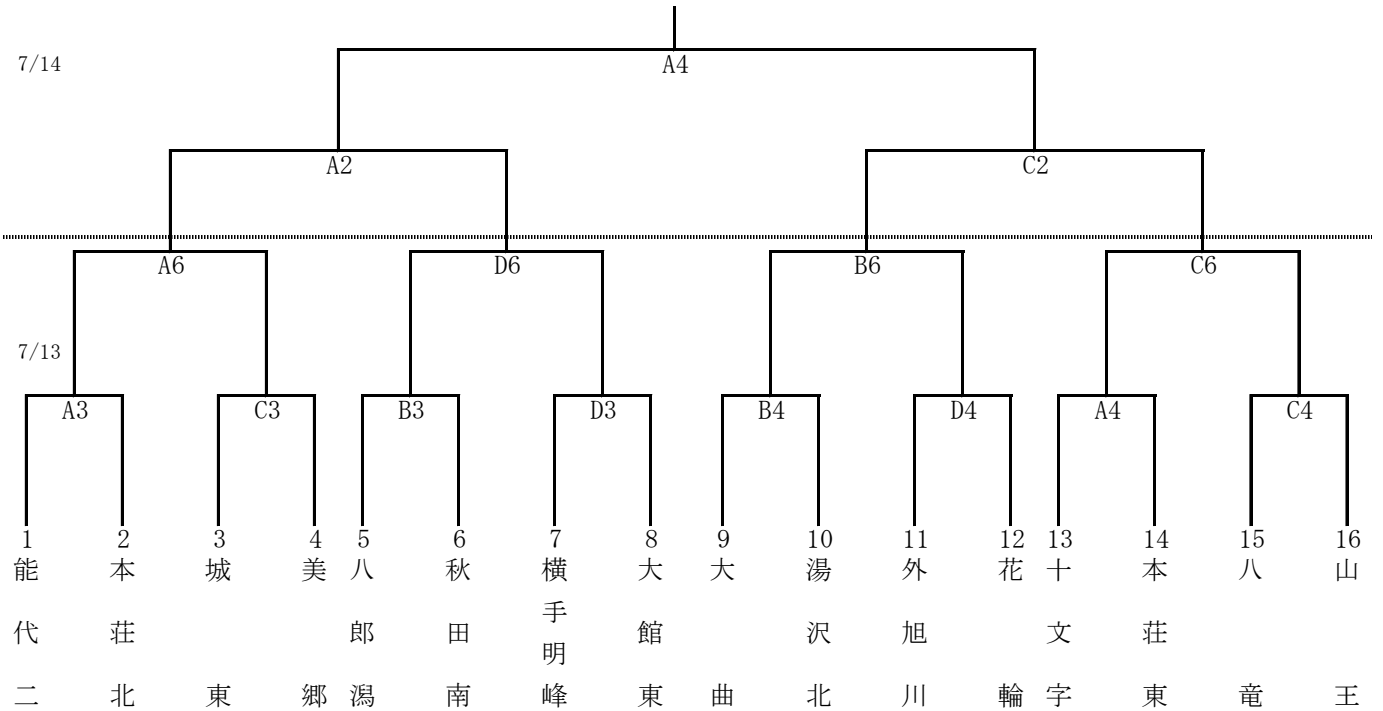 7/14
A4
A2
C2
A6
D6
B6
C6
7/13
A3
C3
B3
D3
B4
D4
A4
C4
1
2
3
4
5
6
7
8
9
10
11
12
13
14
15
16
能代二
本荘北
城東
美郷
八郎潟
秋田南
横手明峰
大館東
大曲
湯沢北
外旭川
花輪
十文字
本荘東
八竜
山王